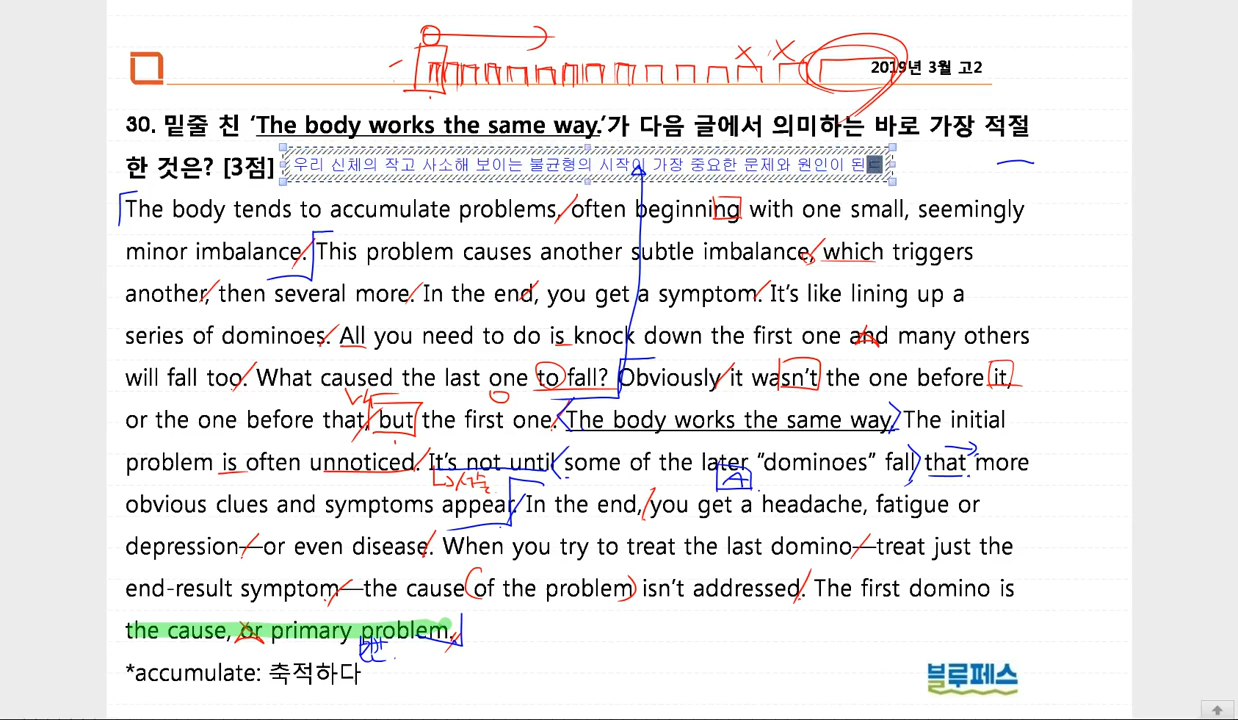 2019년 3월 고2
30. 밑줄 친 ‘The body works the same way.’가 다음 글에서 의미하는 바로 가장 적절
한 것은? [3점] 우리 신체의 작고 사소해 보이는 불균형의 시작이 가장 중요한 문제와 원인이 된ㄷ
The body tends to accumulate problems, often beginning with one small, seemingly
minor imbalance. This problem causes another subtle imbalance, which triggers
another, then several more. In the end, you get a symptom. It’s like lining up a
series of dominoes. All you need to do is knock down the first one and many others
will fall too. What caused the last one to fall? Obviously it wasn’t the one before it,
or the one before that, but the first one. The body works the same way. The initial
problem is often unnoticed. It’s not until some of the later “dominoes” fall that more
obvious clues and symptoms appear. In the end, you get a headache, fatigue or
depression—or even disease. When you try to treat the last domino—treat just the
end-result symptom—the cause of the problem isn’t addressed. The first domino is
the cause, or primary problem.
*accumulate: 축적하다
블루페스